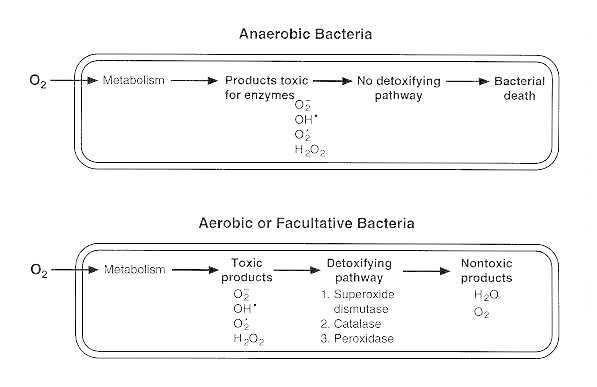 Anaerobic Bacteria
O₂ Metabolism Products toxic No detoxifying Bacterial
for enzymes pathway death
O₂⁻
OH•
O₂•
H₂O₂
Aerobic or Facultative Bacteria
O₂ Metabolism Toxic Detoxifying Nontoxic
products pathway products
O₂⁻ 1. Superoxide H₂O
OH• dismutase O₂
O₂• 2. Catalase
H₂O₂ 3. Peroxidase